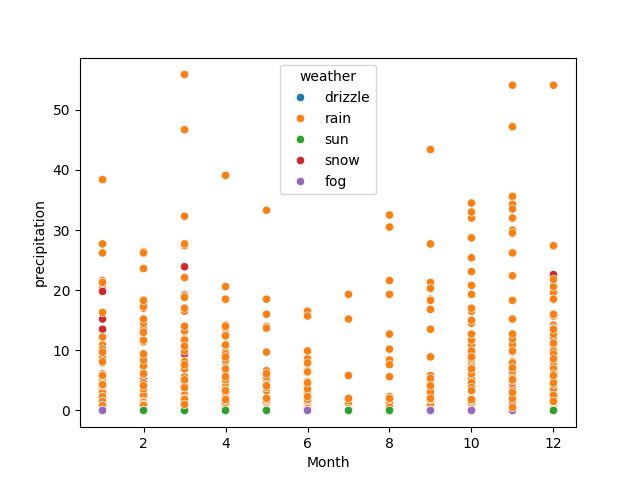 weather
drizzle
rain
sun
snow
fog
precipitation
50
40
30
20
10
0
2 4 6 8 10 12
Month